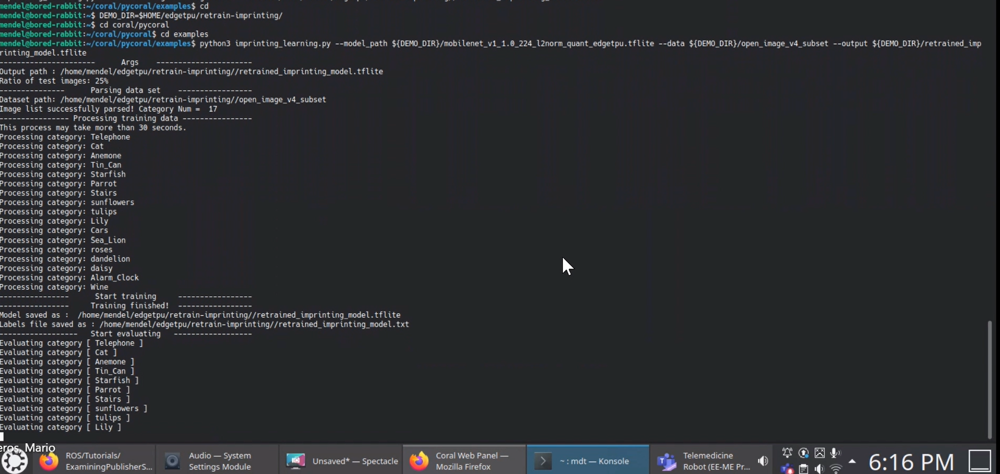 mendel@bored-rabbit:~/coral/pycoral/examples$ cd
mendel@bored-rabbit:~$ DEMO_DIR=$HOME/edgetpu/retrain-imprinting/
mendel@bored-rabbit:~$ cd coral/pycoral
mendel@bored-rabbit:~/coral/pycoral$ cd examples
mendel@bored-rabbit:~/coral/pycoral/examples$ python3 imprinting_learning.py --model_path ${DEMO_DIR}/mobilenet_v1_1.0_224_l2norm_quant_edgetpu.tflite --data ${DEMO_DIR}/open_image_v4_subset --output ${DEMO_DIR}/retrained_imp
rinting_model.tflite
---------------------- Args ----------------------
Output path : /home/mendel/edgetpu/retrain-imprinting//retrained_imprinting_model.tflite
Ratio of test images: 25%
--------------- Parsing data set -----------------
Dataset path: /home/mendel/edgetpu/retrain-imprinting//open_image_v4_subset
Image list successfully parsed! Category Num = 17
---------------- Processing training data ----------------
This process may take more than 30 seconds.
Processing category: Telephone
Processing category: Cat
Processing category: Anemone
Processing category: Tin_Can
Processing category: Starfish
Processing category: Parrot
Processing category: Stairs
Processing category: sunflowers
Processing category: tulips
Processing category: Lily
Processing category: Cars
Processing category: Sea_Lion
Processing category: roses
Processing category: dandelion
Processing category: daisy
Processing category: Alarm_Clock
Processing category: Wine
---------------- Start training -----------------
---------------- Training finished! -----------------
Model saved as : /home/mendel/edgetpu/retrain-imprinting//retrained_imprinting_model.tflite
Labels file saved as : /home/mendel/edgetpu/retrain-imprinting//retrained_imprinting_model.txt
------------------ Start evaluating ------------------
Evaluating category [ Telephone ]
Evaluating category [ Cat ]
Evaluating category [ Anemone ]
Evaluating category [ Tin_Can ]
Evaluating category [ Starfish ]
Evaluating category [ Parrot ]
Evaluating category [ Stairs ]
Evaluating category [ sunflowers ]
Evaluating category [ tulips ]
Evaluating category [ Lily ]
eros, Mario
ROS/Tutorials/
ExaminingPublisherS...
Audio — System
Settings Module
Unsaved* — Spectacle
Coral Web Panel —
Mozilla Firefox
~ : mdt — Konsole
Telemedicine
Robot (EE-ME Pr...
6:16 PM